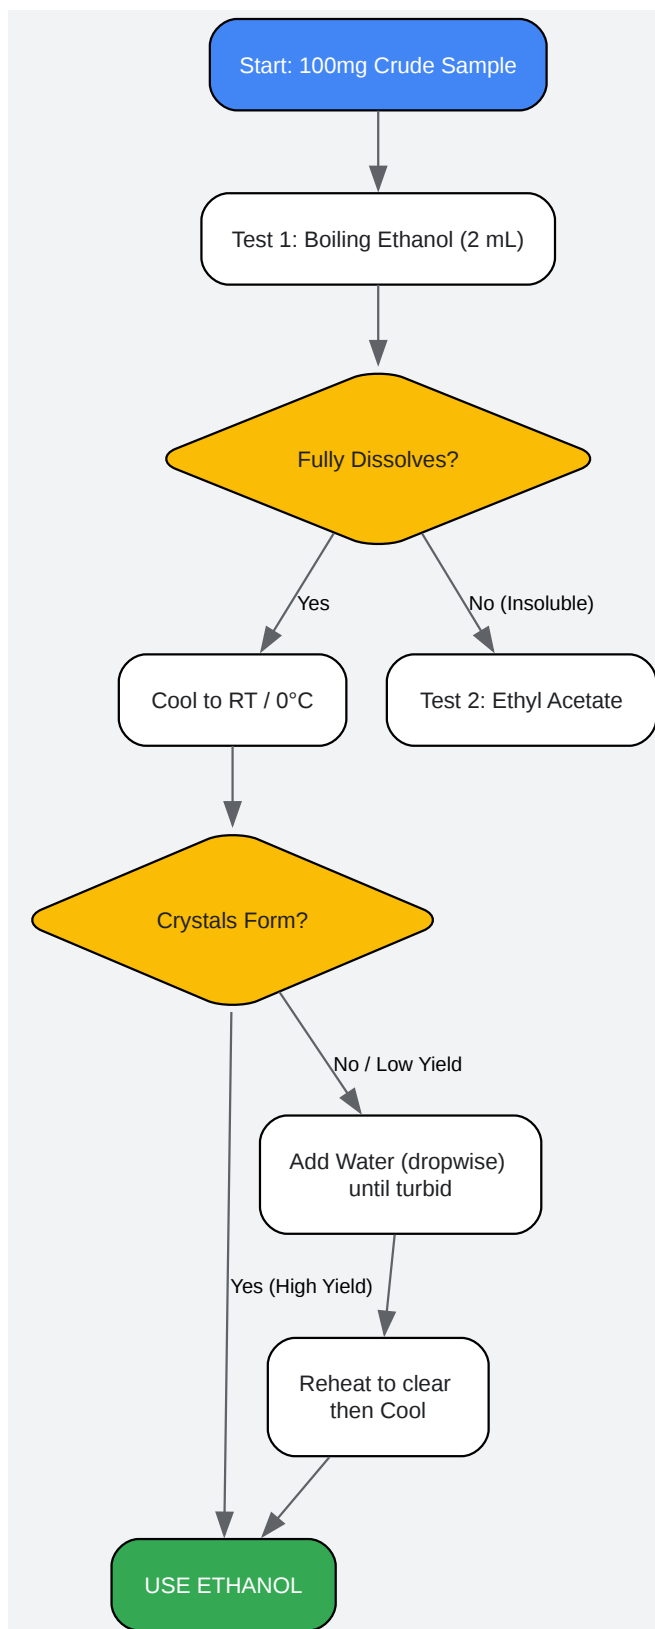 Start: 100mg Crude Sample
Test 1: Boiling Ethanol (2 mL)
Fully Dissolves?
Yes
No (Insoluble)
Cool to RT / 0°C
Test 2: Ethyl Acetate
Crystals Form?
No / Low Yield
Add Water (dropwise)
until turbid
Yes (High Yield)
Reheat to clear
then Cool
USE ETHANOL